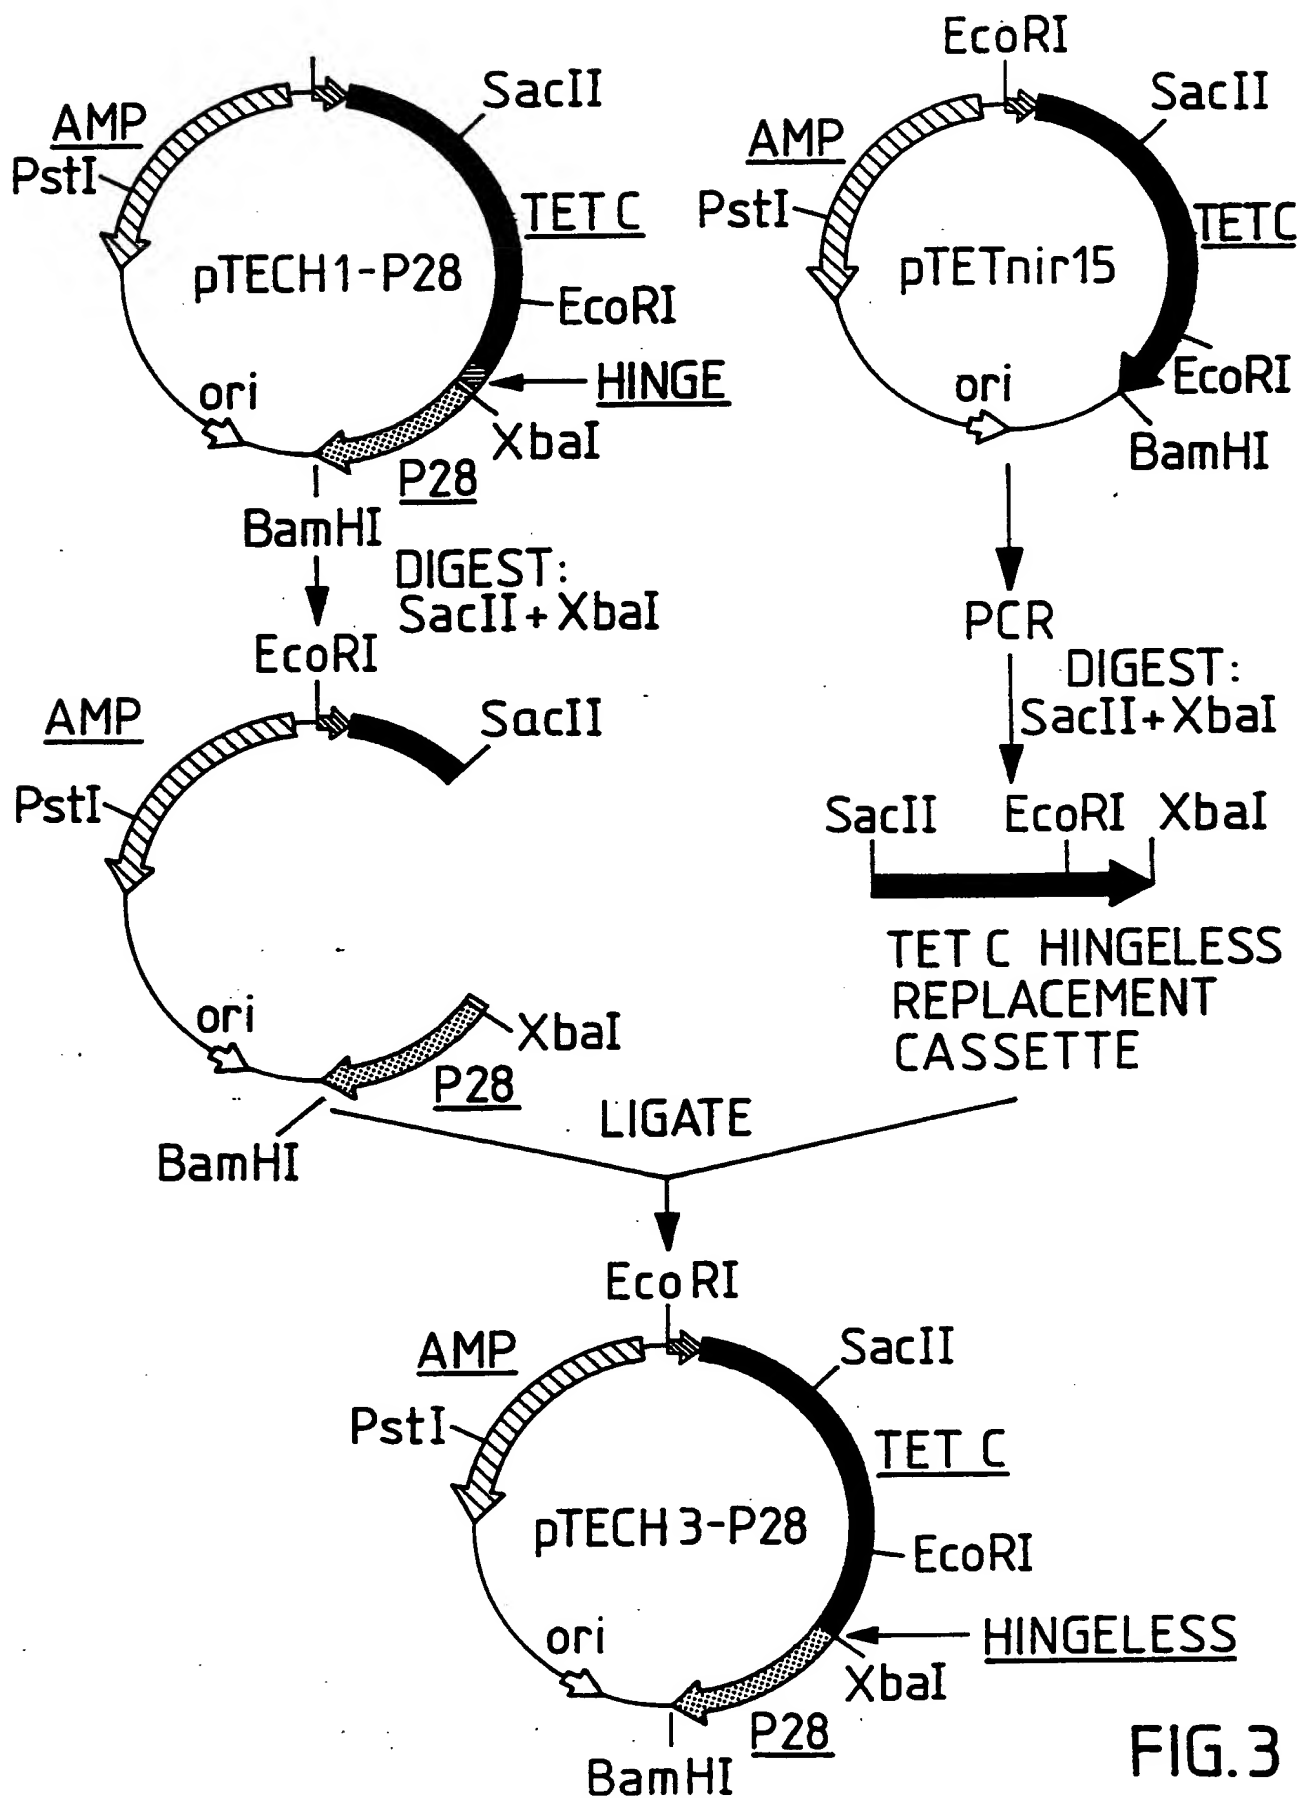 EcoRI
SacII
SacII
AMP
AMP
PstI
PstI
TET C
TETC
pTECH1-P28
pTETnir15
EcoRI
EcoRI
HINGE
ori
ori
XbaI
BamHI
P28
BamHI
DIGEST:
SacII+XbaI
PCR
DIGEST:
SacII+XbaI
EcoRI
AMP
SacII
PstI
SacII
EcoRI
XbaI
TET C HINGELESS
REPLACEMENT
CASSETTE
ori
XbaI
P28
BamHI
LIGATE
EcoRI
AMP
SacII
PstI
TET C
pTECH3-P28
EcoRI
ori
HINGELESS
XbaI
P28
BamHI
FIG.3